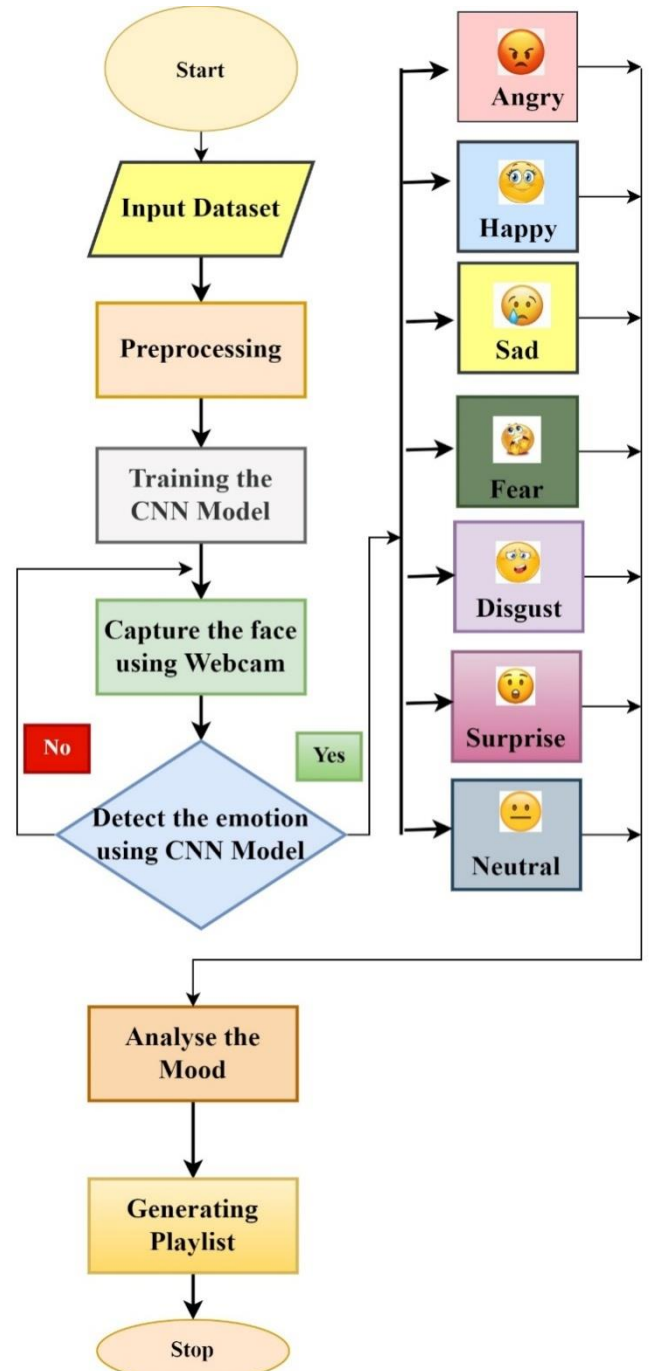 Start
Input Dataset
Preprocessing
Training the
CNN Model
Capture the face
using Webcam
No
Yes
Detect the emotion
using CNN Model
Angry
Happy
Sad
Fear
Disgust
Surprise
Neutral
Analyse the
Mood
Generating
Playlist
Stop